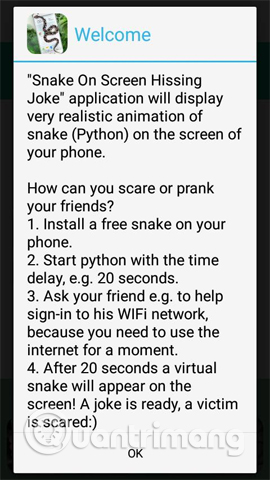 Welcome
"Snake On Screen Hissing
Joke" application will display
very realistic animation of
snake (Python) on the screen of
your phone.
How can you scare or prank
your friends?
1. Install a free snake on your
phone.
2. Start python with the time
delay, e.g. 20 seconds.
3. Ask your friend e.g. to help
sign-in to his WIFi network,
because you need to use the
internet for a moment.
4. After 20 seconds a virtual
snake will appear on the
screen! A joke is ready, a victim
is scared:)
Quantrimang
OK